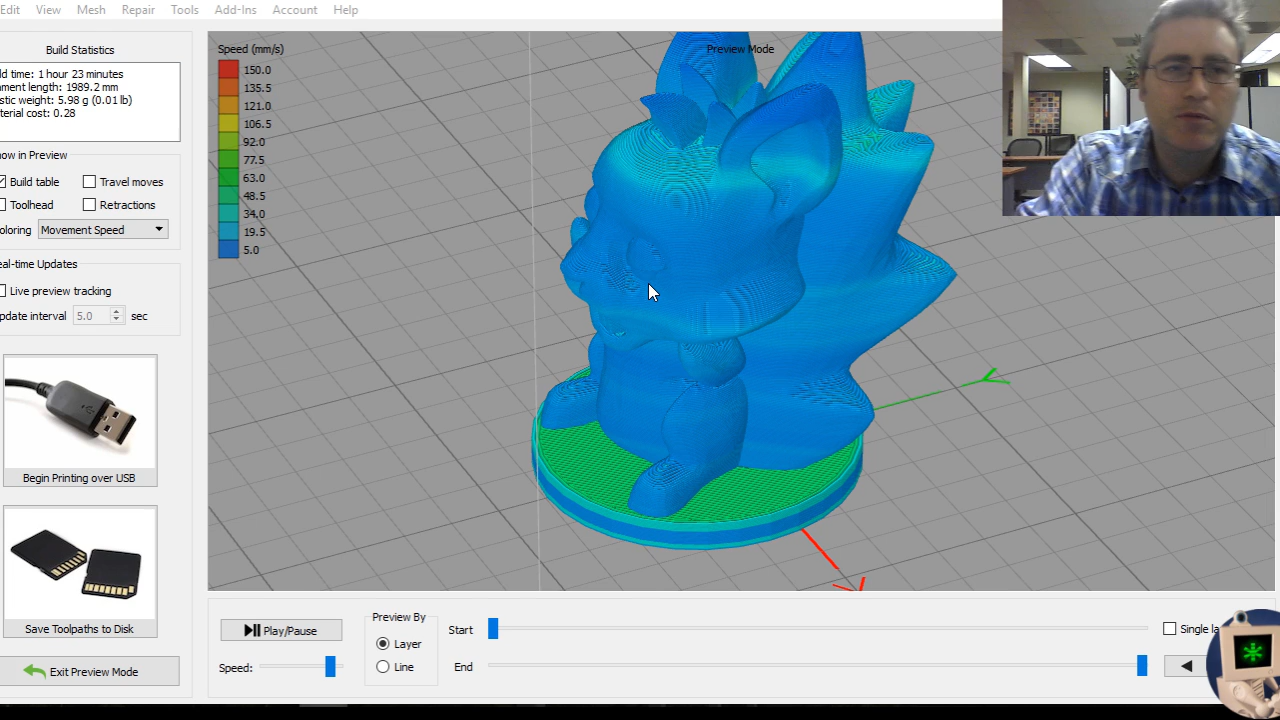 Edit View Mesh Repair Tools Add-Ins Account Help
Build Statistics
ld time: 1 hour 23 minutes
ment length: 1989.2 mm
stic weight: 5.98 g (0.01 lb)
terial cost: 0.28
how in Preview
Build table Travel moves
Toolhead Retractions
oloring Movement Speed
eal-time Updates
Live preview tracking
pdate interval 5.0 sec
Begin Printing over USB
Save Toolpaths to Disk
Exit Preview Mode
Speed (mm/s)
150.0
135.5
121.0
106.5
92.0
77.5
63.0
48.5
34.0
19.5
5.0
Preview Mode
Play/Pause
Speed:
Preview By
Layer
Line
Start
End
Single la